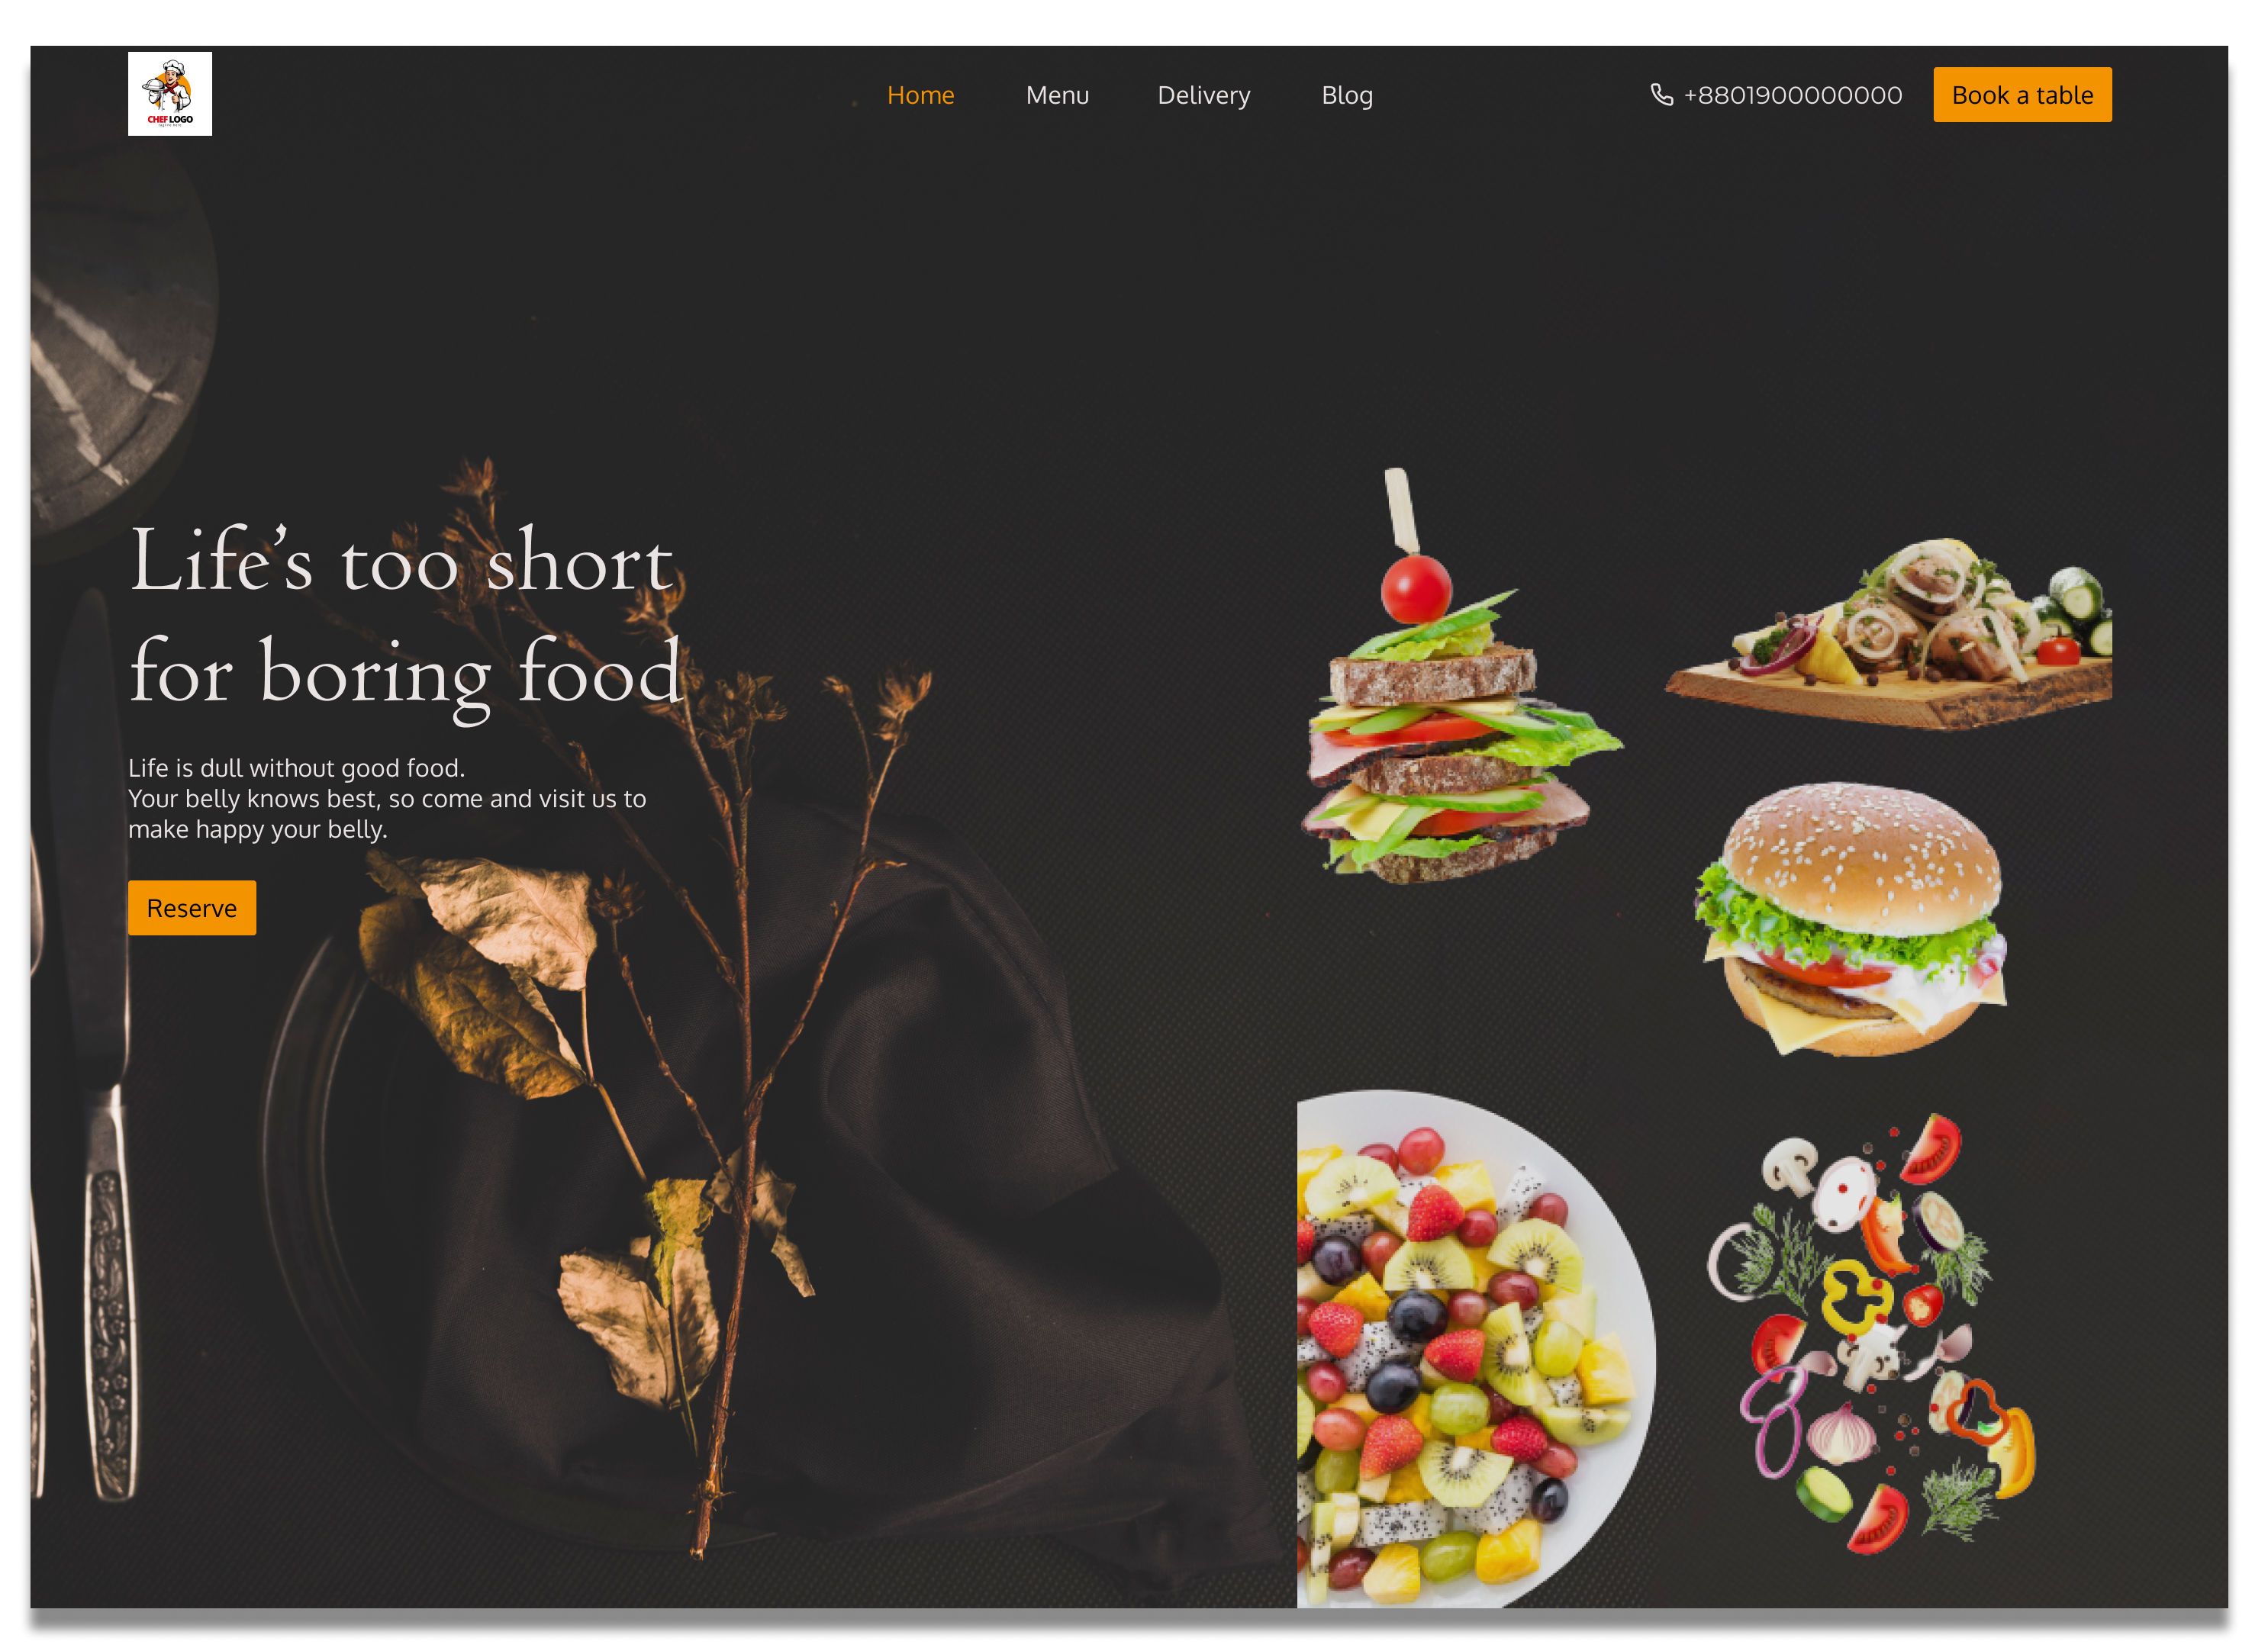 CHEF LOGO
Home
Menu
Delivery
Blog
+8801900000000
Book a table
Life’s too short
for boring food
Life is dull without good food.
Your belly knows best, so come and visit us to
make happy your belly.
Reserve